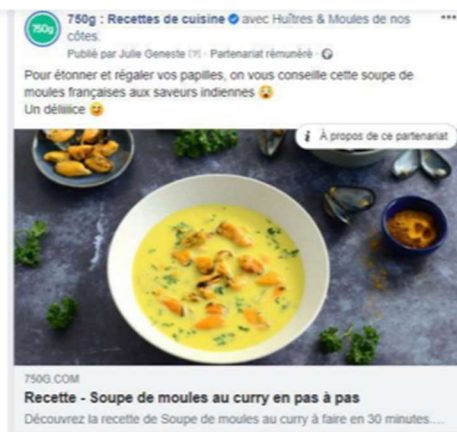 750g
750g : Recettes de cuisine avec Huîtres & Moules de nos
côtes.
Publié par Julie Geneste [?] · Partenariat rémunéré ·
Pour étonner et régaler vos papilles, on vous conseille cette soupe de
moules françaises aux saveurs indiennes 😮
Un déliiiice 😉
i À propos de ce partenariat
750G.COM
Recette - Soupe de moules au curry en pas à pas
Découvrez la recette de Soupe de moules au curry à faire en 30 minutes....